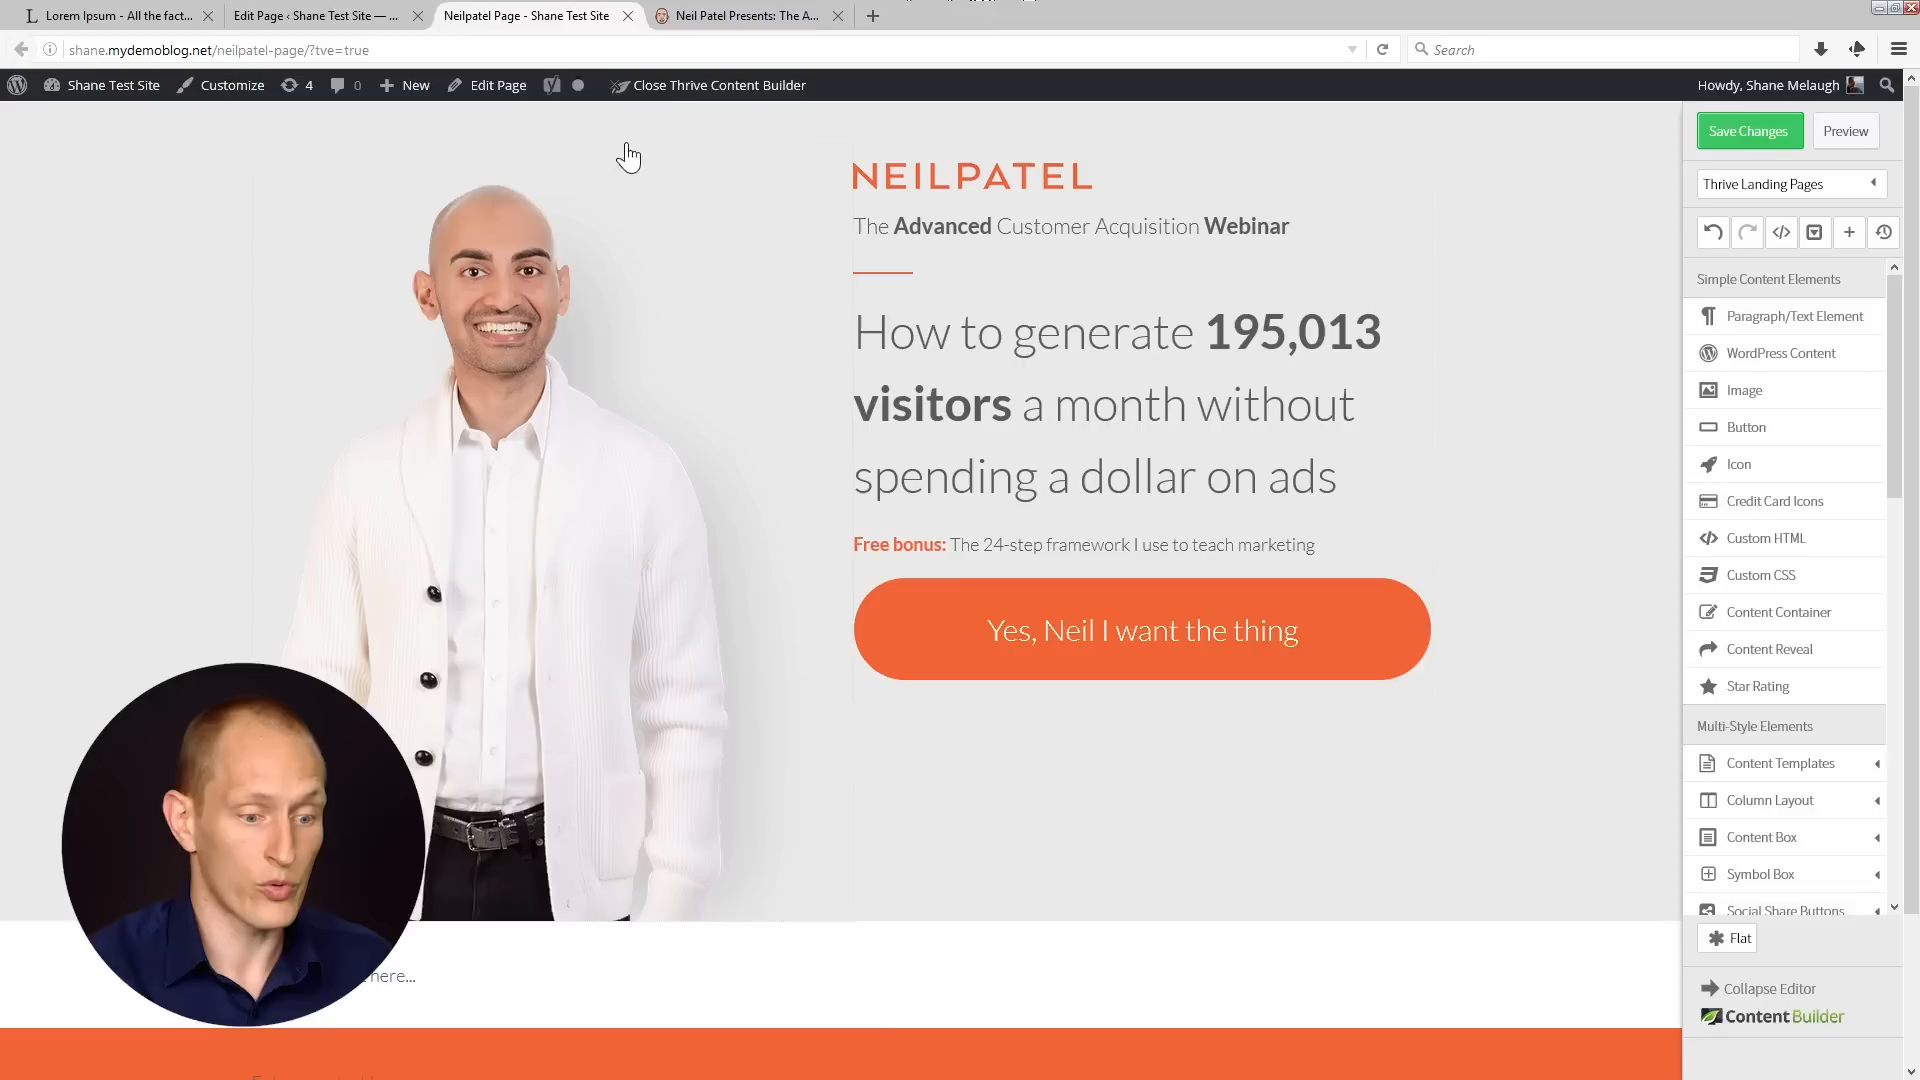 Lorem Ipsum - All the fact...
Edit Page ‹ Shane Test Site — ...
Neilpatel Page - Shane Test Site
Neil Patel Presents: The A...
shane.mydemoblog.net/neilpatel-page/?tve=true
Search
Shane Test Site
Customize
4
0
New
Edit Page
Close Thrive Content Builder
Howdy, Shane Melaugh
Save Changes
Preview
Thrive Landing Pages
Simple Content Elements
Paragraph/Text Element
WordPress Content
Image
Button
Icon
Credit Card Icons
Custom HTML
Custom CSS
Content Container
Content Reveal
Star Rating
Multi-Style Elements
Content Templates
Column Layout
Content Box
Symbol Box
Social Share Buttons
Flat
Collapse Editor
Content Builder
NEILPATEL
The Advanced Customer Acquisition Webinar
How to generate 195,013
visitors a month without
spending a dollar on ads
Free bonus: The 24-step framework I use to teach marketing
Yes, Neil I want the thing
here...